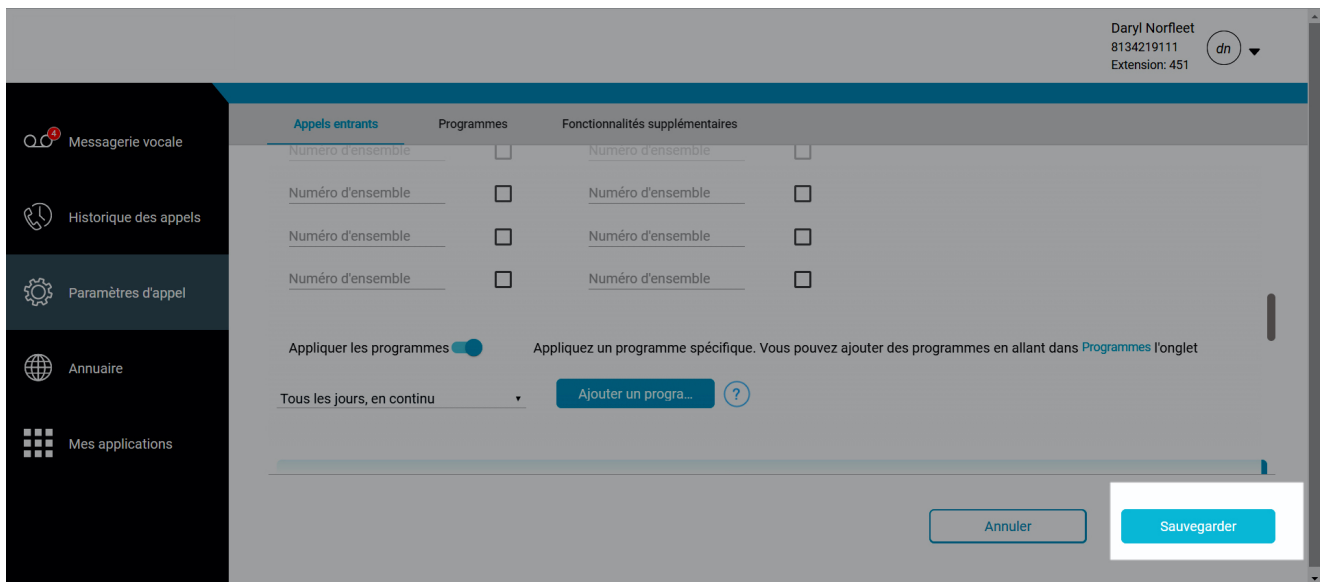 Daryl Norfleet
8134219111
Extension: 451
dn
4
Messagerie vocale
Historique des appels
Paramètres d'appel
Annuaire
Mes applications
Appels entrants Programmes Fonctionnalités supplémentaires
Numéro d'ensemble Numéro d'ensemble
Numéro d'ensemble Numéro d'ensemble
Numéro d'ensemble Numéro d'ensemble
Numéro d'ensemble Numéro d'ensemble
Appliquer les programmes Appliquez un programme spécifique. Vous pouvez ajouter des programmes en allant dans Programmes l'onglet
Tous les jours, en continu Ajouter un progra... ?
Annuler Sauvegarder